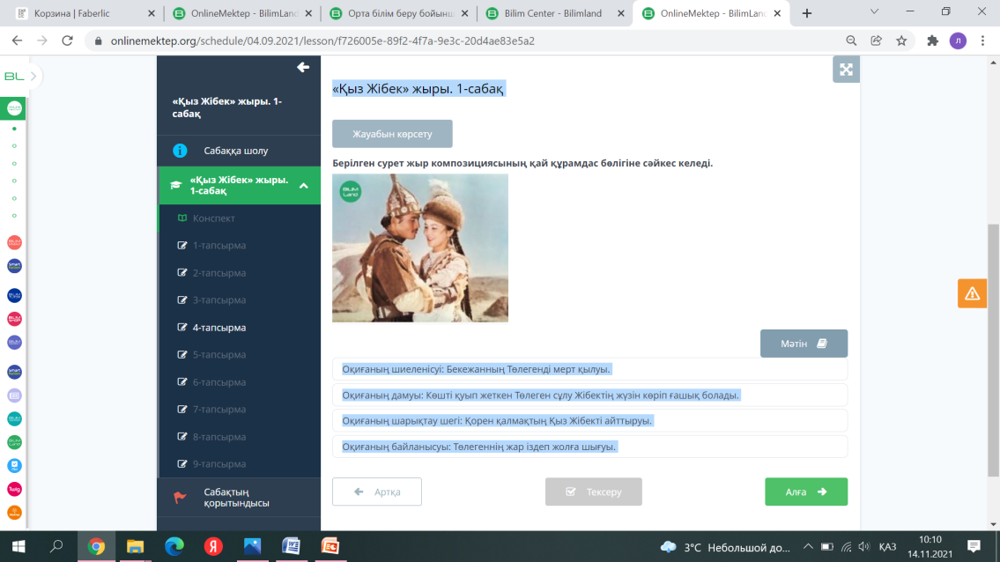 Корзина | Faberlic
OnlineMektep - BilimLand
Орта білім беру бойынш
Bilim Center - Bilimland
OnlineMektep - BilimLanc
onlinemektep.org/schedule/04.09.2021/lesson/f726005e-89f2-4f7a-9e3c-20d4ae83e5a2
л
BL
«Қыз Жібек» жыры. 1-
сабақ
Сабаққа шолу
«Қыз Жібек» жыры.
1-сабақ
Конспект
1-тапсырма
2-тапсырма
3-тапсырма
4-тапсырма
5-тапсырма
6-тапсырма
7-тапсырма
8-тапсырма
9-тапсырма
Сабақтың
қорытындысы
«Қыз Жібек» жыры. 1-сабақ
Жауабын көрсету
Берілген сурет жыр композициясының қай құрамдас бөлігіне сәйкес келеді.
BILIM
Land
Мәтін
Оқиғаның шиеленісуі: Бекежанның Төлегенді мерт қылуы.
Оқиғаның дамуы: Көшті қуып жеткен Төлеген сұлу Жібектің жүзін көріп ғашық болады.
Оқиғаның шарықтау шегі: Қорен қалмақтың Қыз Жібекті айттыруы.
Оқиғаның байланысуы: Төлегеннің жар іздеп жолға шығуы.
Артқа
Тексеру
Алға
Twig
3°C Небольшой до...
ҚАЗ
10:10
14.11.2021